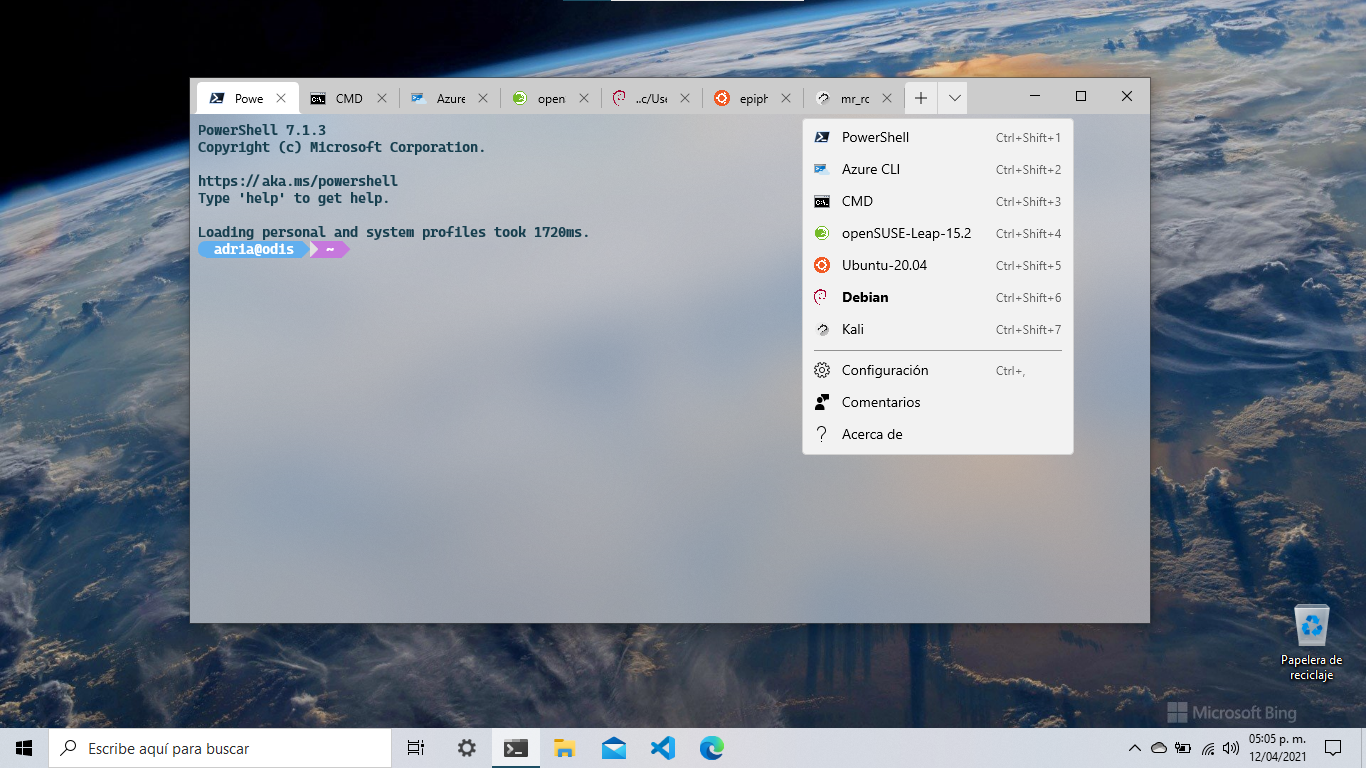 Powe
CMD
Azure
open
..c/Use
epiph
mr_ro
PowerShell 7.1.3
Copyright (c) Microsoft Corporation.
https://aka.ms/powershell
Type 'help' to get help.
Loading personal and system profiles took 1720ms.
adria@odis ~
PowerShell Ctrl+Shift+1
Azure CLI Ctrl+Shift+2
CMD Ctrl+Shift+3
openSUSE-Leap-15.2 Ctrl+Shift+4
Ubuntu-20.04 Ctrl+Shift+5
Debian Ctrl+Shift+6
Kali Ctrl+Shift+7
Configuración Ctrl+,
Comentarios
Acerca de
Papelera de
reciclaje
Microsoft Bing
Escribe aquí para buscar
05:05 p. m.
12/04/2021